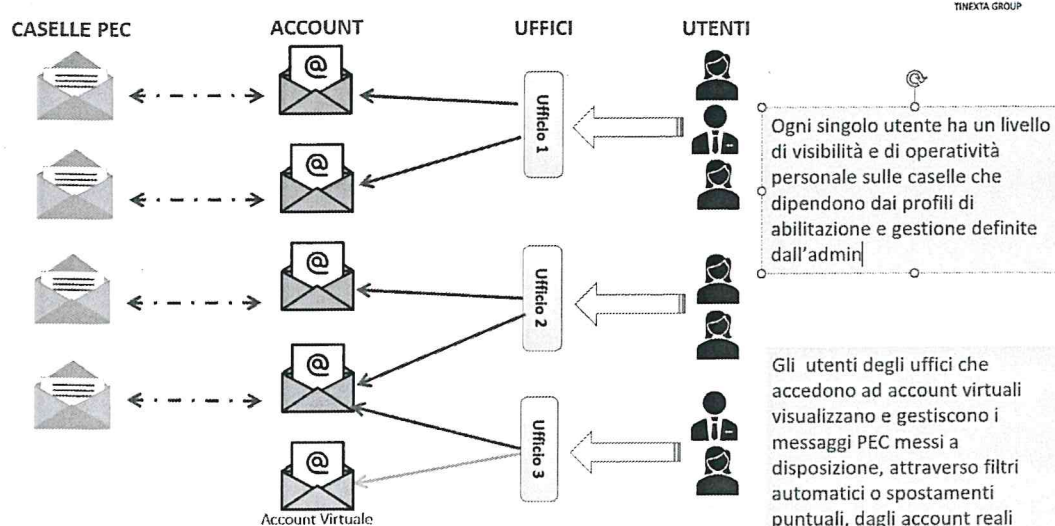 TINEXTA GROUP
CASELLE PEC
ACCOUNT
UFFICI
UTENTI
@
@
@
@
@
Account Virtuale
Ufficio 1
Ufficio 2
Ufficio 3
Ogni singolo utente ha un livello
di visibilità e di operatività
personale sulle caselle che
dipendono dai profili di
abilitazione e gestione definite
dall'admin
Gli utenti degli uffici che
accedono ad account virtuali
visualizzano e gestiscono i
messaggi PEC messi a
disposizione, attraverso filtri
automatici o spostamenti
puntuali, dagli account reali